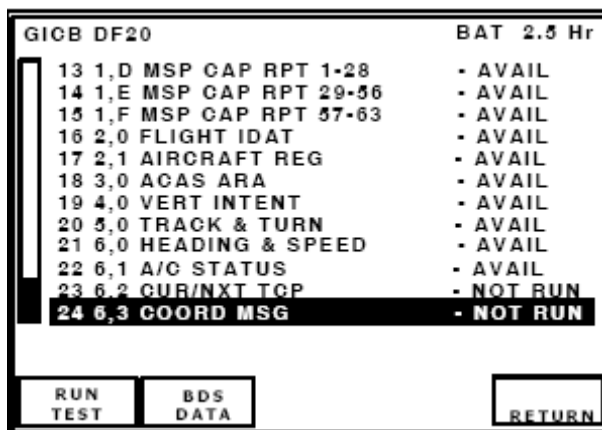 GICB DF20 BAT 2.5 Hr
13 1,D MSP CAP RPT 1-28 - AVAIL
14 1,E MSP CAP RPT 29-56 - AVAIL
15 1,F MSP CAP RPT 57-63 - AVAIL
16 2,0 FLIGHT IDAT - AVAIL
17 2,1 AIRCRAFT REG - AVAIL
18 3,0 ACAS ARA - AVAIL
19 4,0 VERT INTENT - AVAIL
20 5,0 TRACK & TURN - AVAIL
21 6,0 HEADING & SPEED - AVAIL
22 6,1 A/C STATUS - AVAIL
23 6,2 CUR/NXT TCP - NOT RUN
24 6,3 COORD MSG - NOT RUN
RUN TEST
BDS DATA
RETURN